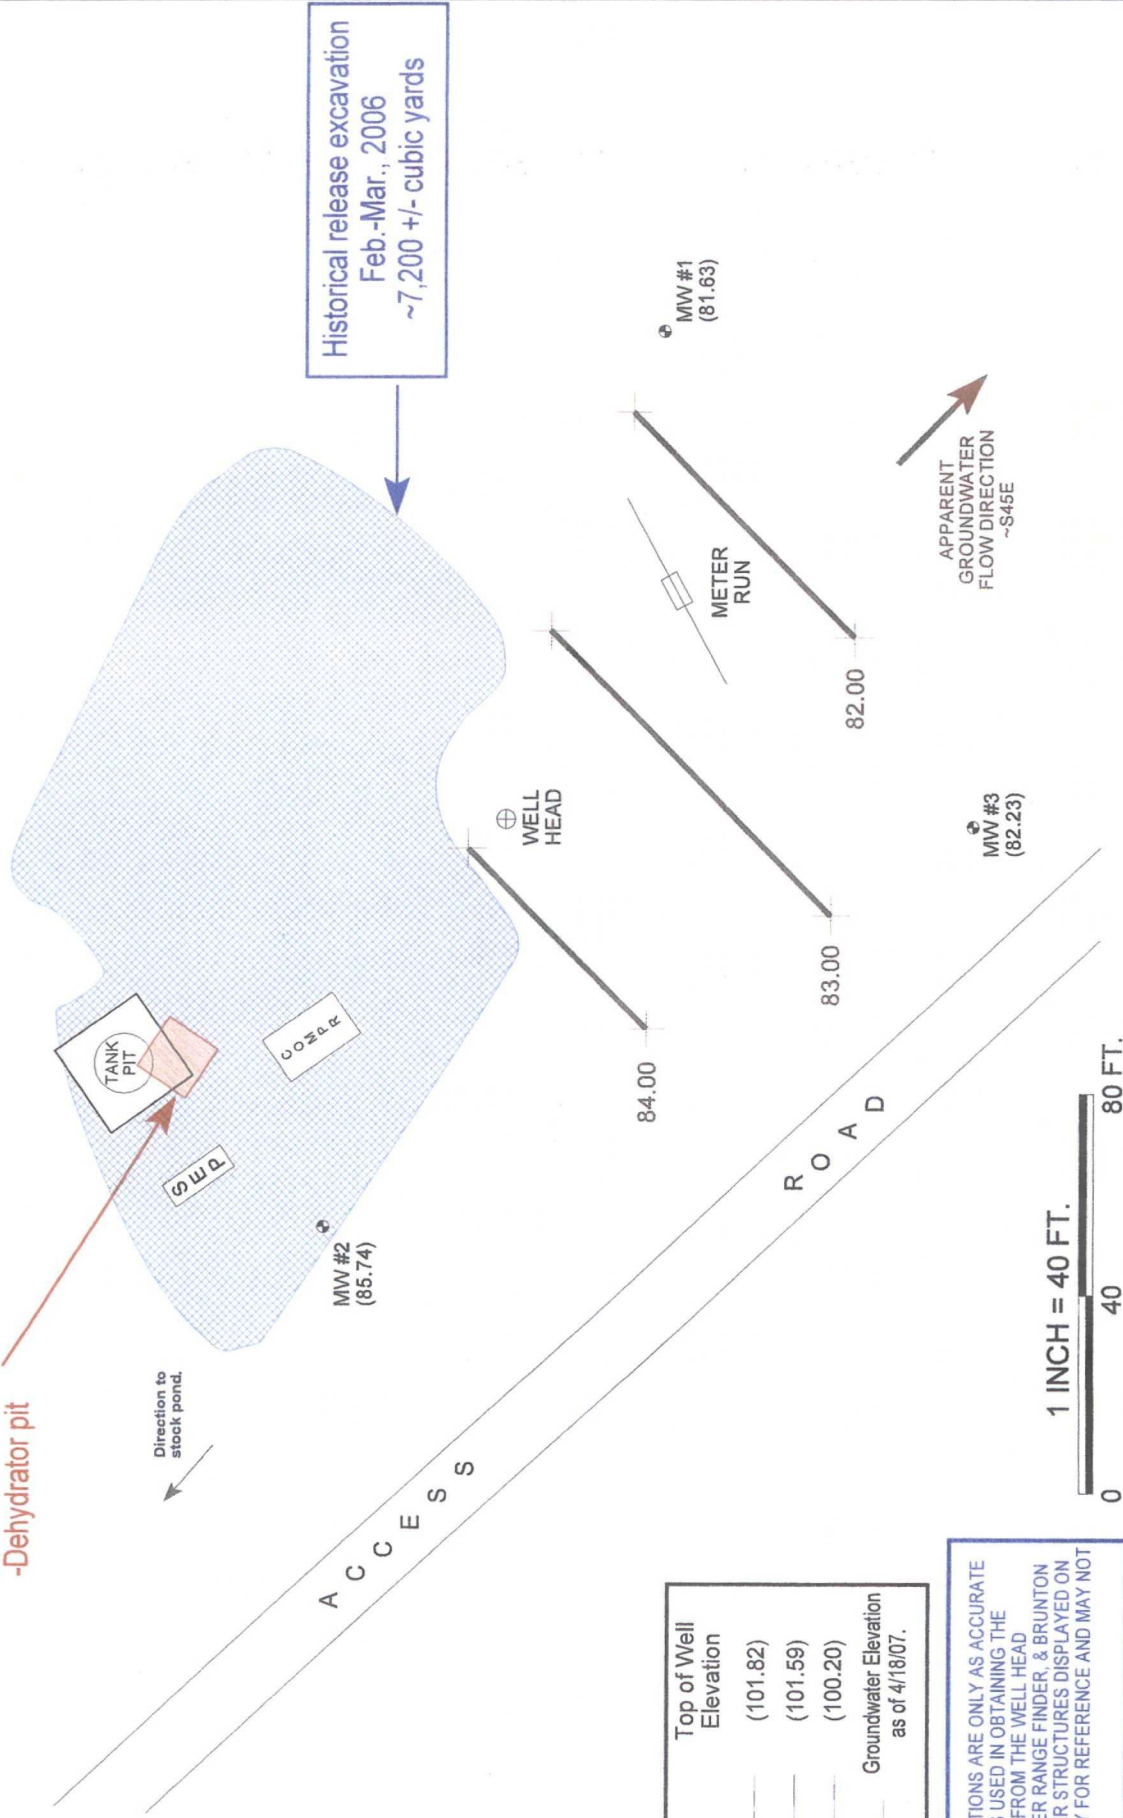 -Dehydrator pit
Direction to
stock pond.
Historical release excavation
Feb.-Mar., 2006
~7,200 +/- cubic yards
TANK
PIT
SEP
COMPR
MW #2
(85.74)
WELL
HEAD
84.00
METER
RUN
MW #1
(81.63)
83.00
82.00
MW #3
(82.23)
APPARENT
GROUNDWATER
FLOW DIRECTION
~S45E
ACCESS
ROAD
Top of Well
Elevation
(101.82)
(101.59)
(100.20)
Groundwater Elevation
as of 4/18/07.
1 INCH = 40 FT.
0 40 80 FT.
ARE ONLY AS ACCURATE
USED IN OBTAINING THE
FROM THE WELL HEAD
RANGE FINDER, & BRUNTON
STRUCTURES DISPLAYED ON
FOR REFERENCE AND MAY NOT